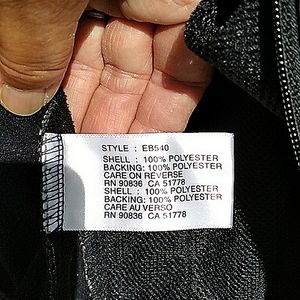 STYLE : EB540
SHELL : 100% POLYESTER
BACKING: 100% POLYESTER
CARE ON REVERSE
RN 90836 CA 51778
SHELL : 100% POLYESTER
BACKING: 100% POLYESTER
CARE AU VERSO
RN 90836 CA 51778